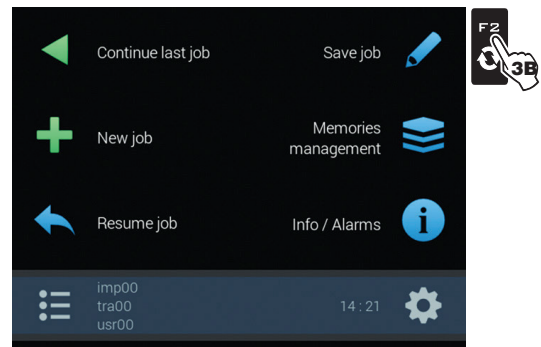 Continue last job
Save job
New job
Memories
management
Resume job
Info / Alarms
imp00
tra00
usr00
14 : 21
F2
3B